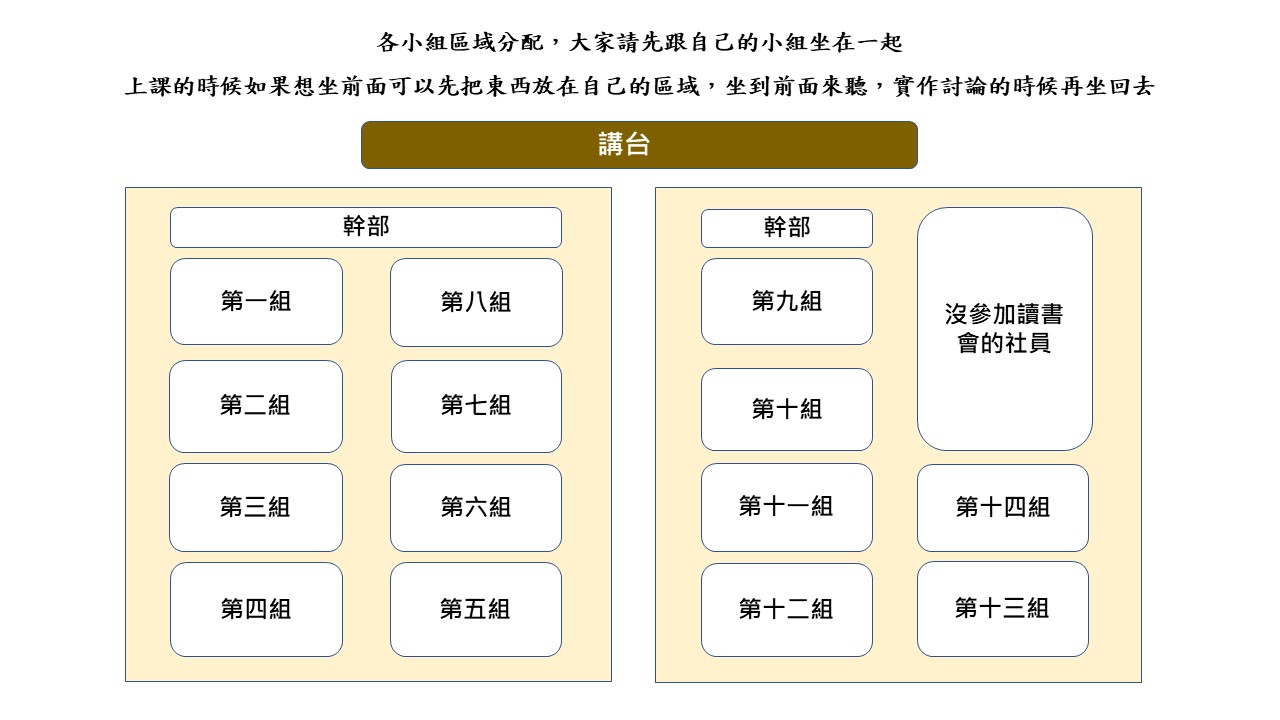 各小組區域分配，大家請先跟自己的小組坐在一起
上課的時候如果想坐前面可以先把東西放在自己的區域，坐到前面來聽，實作討論的時候再坐回去
講台
幹部
第一組
第八組
第二組
第七組
第三組
第六組
第四組
第五組
幹部
第九組
沒參加讀書
會的社員
第十組
第十一組
第十四組
第十二組
第十三組